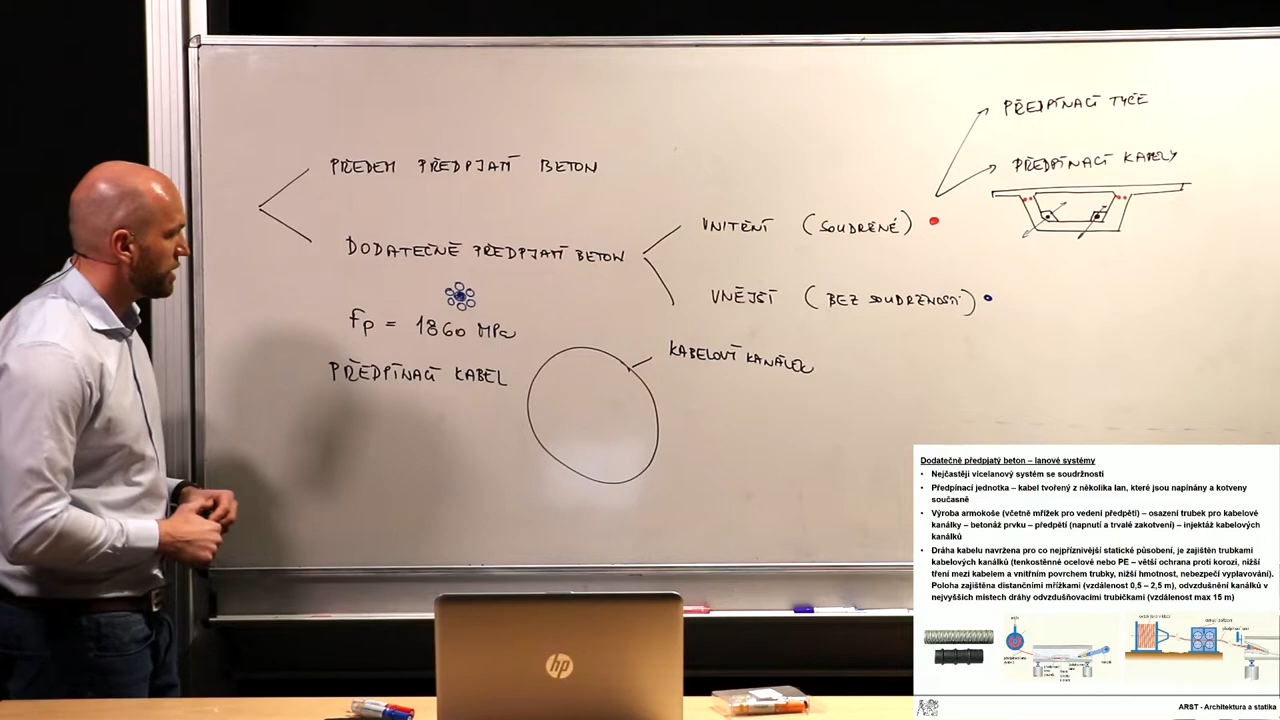 PŘEDPÍNACÍ TYČE
PŘEDEM PŘEDPJATÝ BETON
PŘEDPÍNACÍ KABELY
VNITŘNÍ (SOUDRŽNÉ)
DODATEČNĚ PŘEDPJATÝ BETON
VNĚJŠÍ (BEZ SOUDRŽNOSTI)
fp = 1860 MPa
KABELOVÝ KANÁLEK
PŘEDPÍNACÍ KABEL
Dodatečně předpjatý beton – lanové systémy
• Nejčastěji vícelanový systém se soudržností
• Předpínací jednotka – kabel tvořený z několika lan, které jsou napínány a kotveny
současně
• Výroba armokoše (včetně mřížek pro vedení předpětí) – osazení trubek pro kabelové
kanálky – betonáž prvku – předpětí (napnutí a trvalé zakotvení) – injektáž kabelových
kanálků
• Dráha kabelu navržena pro co nejpříznivější statické působení, je zajištěn trubkami
kabelových kanálků (tenkostěnné ocelové nebo PE – větší ochrana proti korozi, nižší
tření mezi kabelem a vnitřním povrchem trubky, nižší hmotnost, nebezpečí vyplavování).
Poloha zajištěna distančními mřížkami (vzdálenost 0,5 – 2,5 m), odvzdušnění kanálků v
nejvyšších místech dráhy odvzdušňovacími trubičkami (vzdálenost max 15 m)
hp
ARST - Architektura a statika